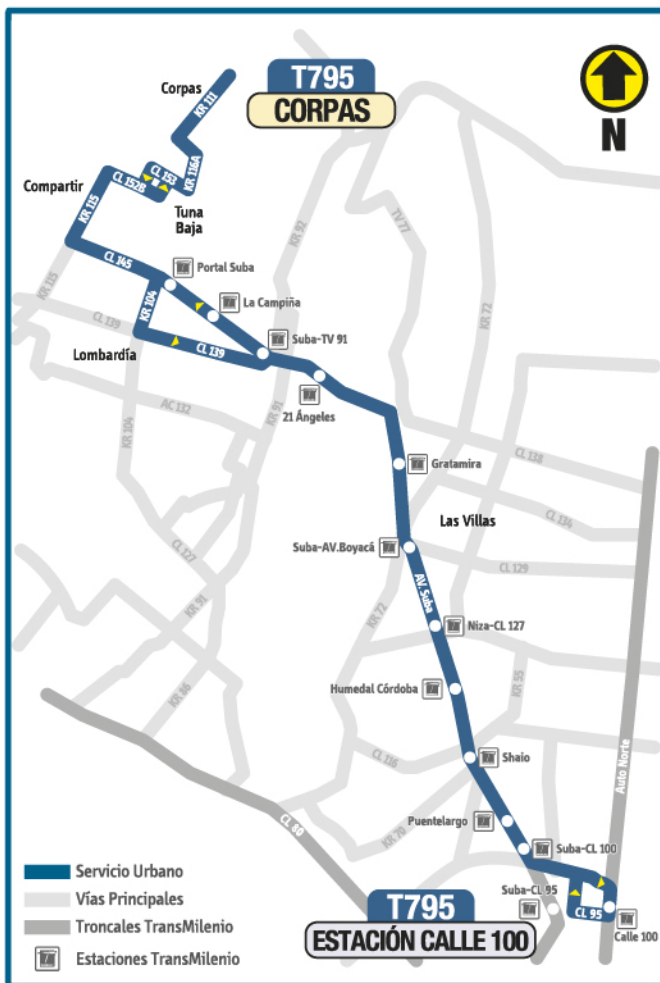 T795
CORPAS
N
Corpas
KR 111
KR 116A
CL 153
CL 152B
Compartir
Tuna
Baja
KR 115
CL 145
KR 92
TV 77
KR 72
Portal Suba
KR 115
KR 104
La Campiña
CL 139
Suba-TV 91
Lombardía
CL 139
21 Ángeles
KR 91
AC 132
KR 104
CL 138
Gratamira
Las Villas
CL 134
Suba-AV.Boyacá
CL 127
CL 129
AV. Suba
KR 91
KR 72
Niza-CL 127
Humedal Córdoba
KR 55
KR 86
Shaio
CL 116
Auto Norte
Puentelargo
KR 70
CL 80
Suba-CL 100
Suba-CL 95
CL 95
Calle 100
Servicio Urbano
Vías Principales
Troncales TransMilenio
Estaciones TransMilenio
T795
ESTACIÓN CALLE 100